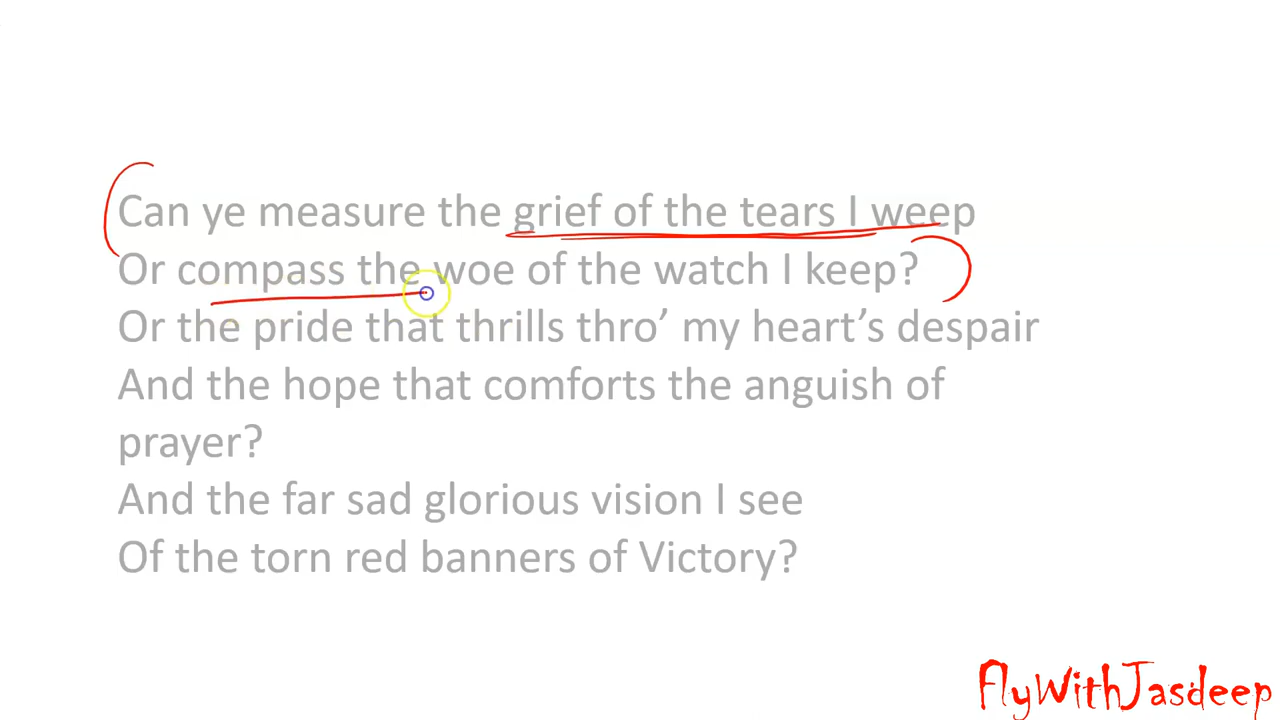 Can ye measure the grief of the tears I weep
Or compass the woe of the watch I keep?
Or the pride that thrills thro’ my heart’s despair
And the hope that comforts the anguish of
prayer?
And the far sad glorious vision I see
Of the torn red banners of Victory?
FlyWithJasdeep